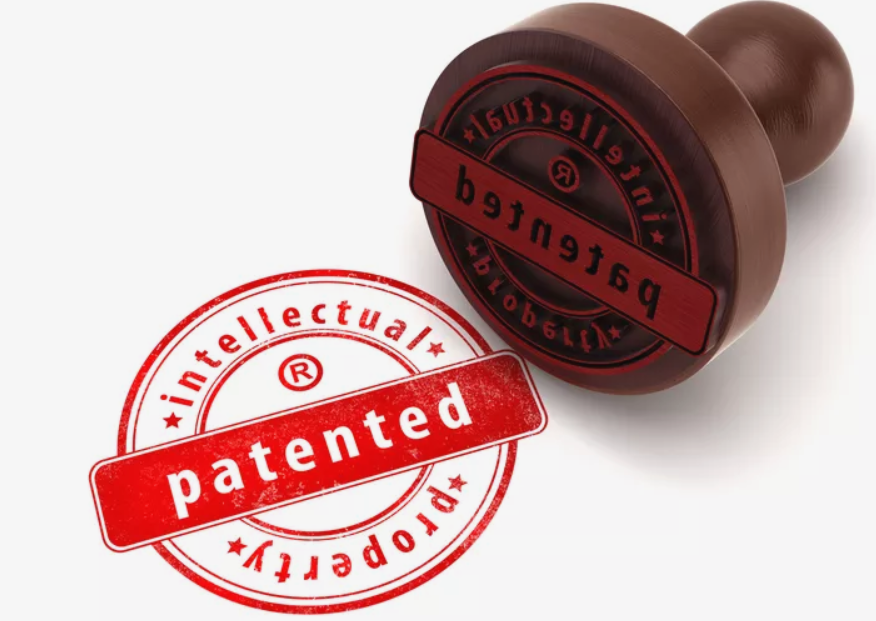 intellectual
®
patented
property
intellectual
®
patented
property